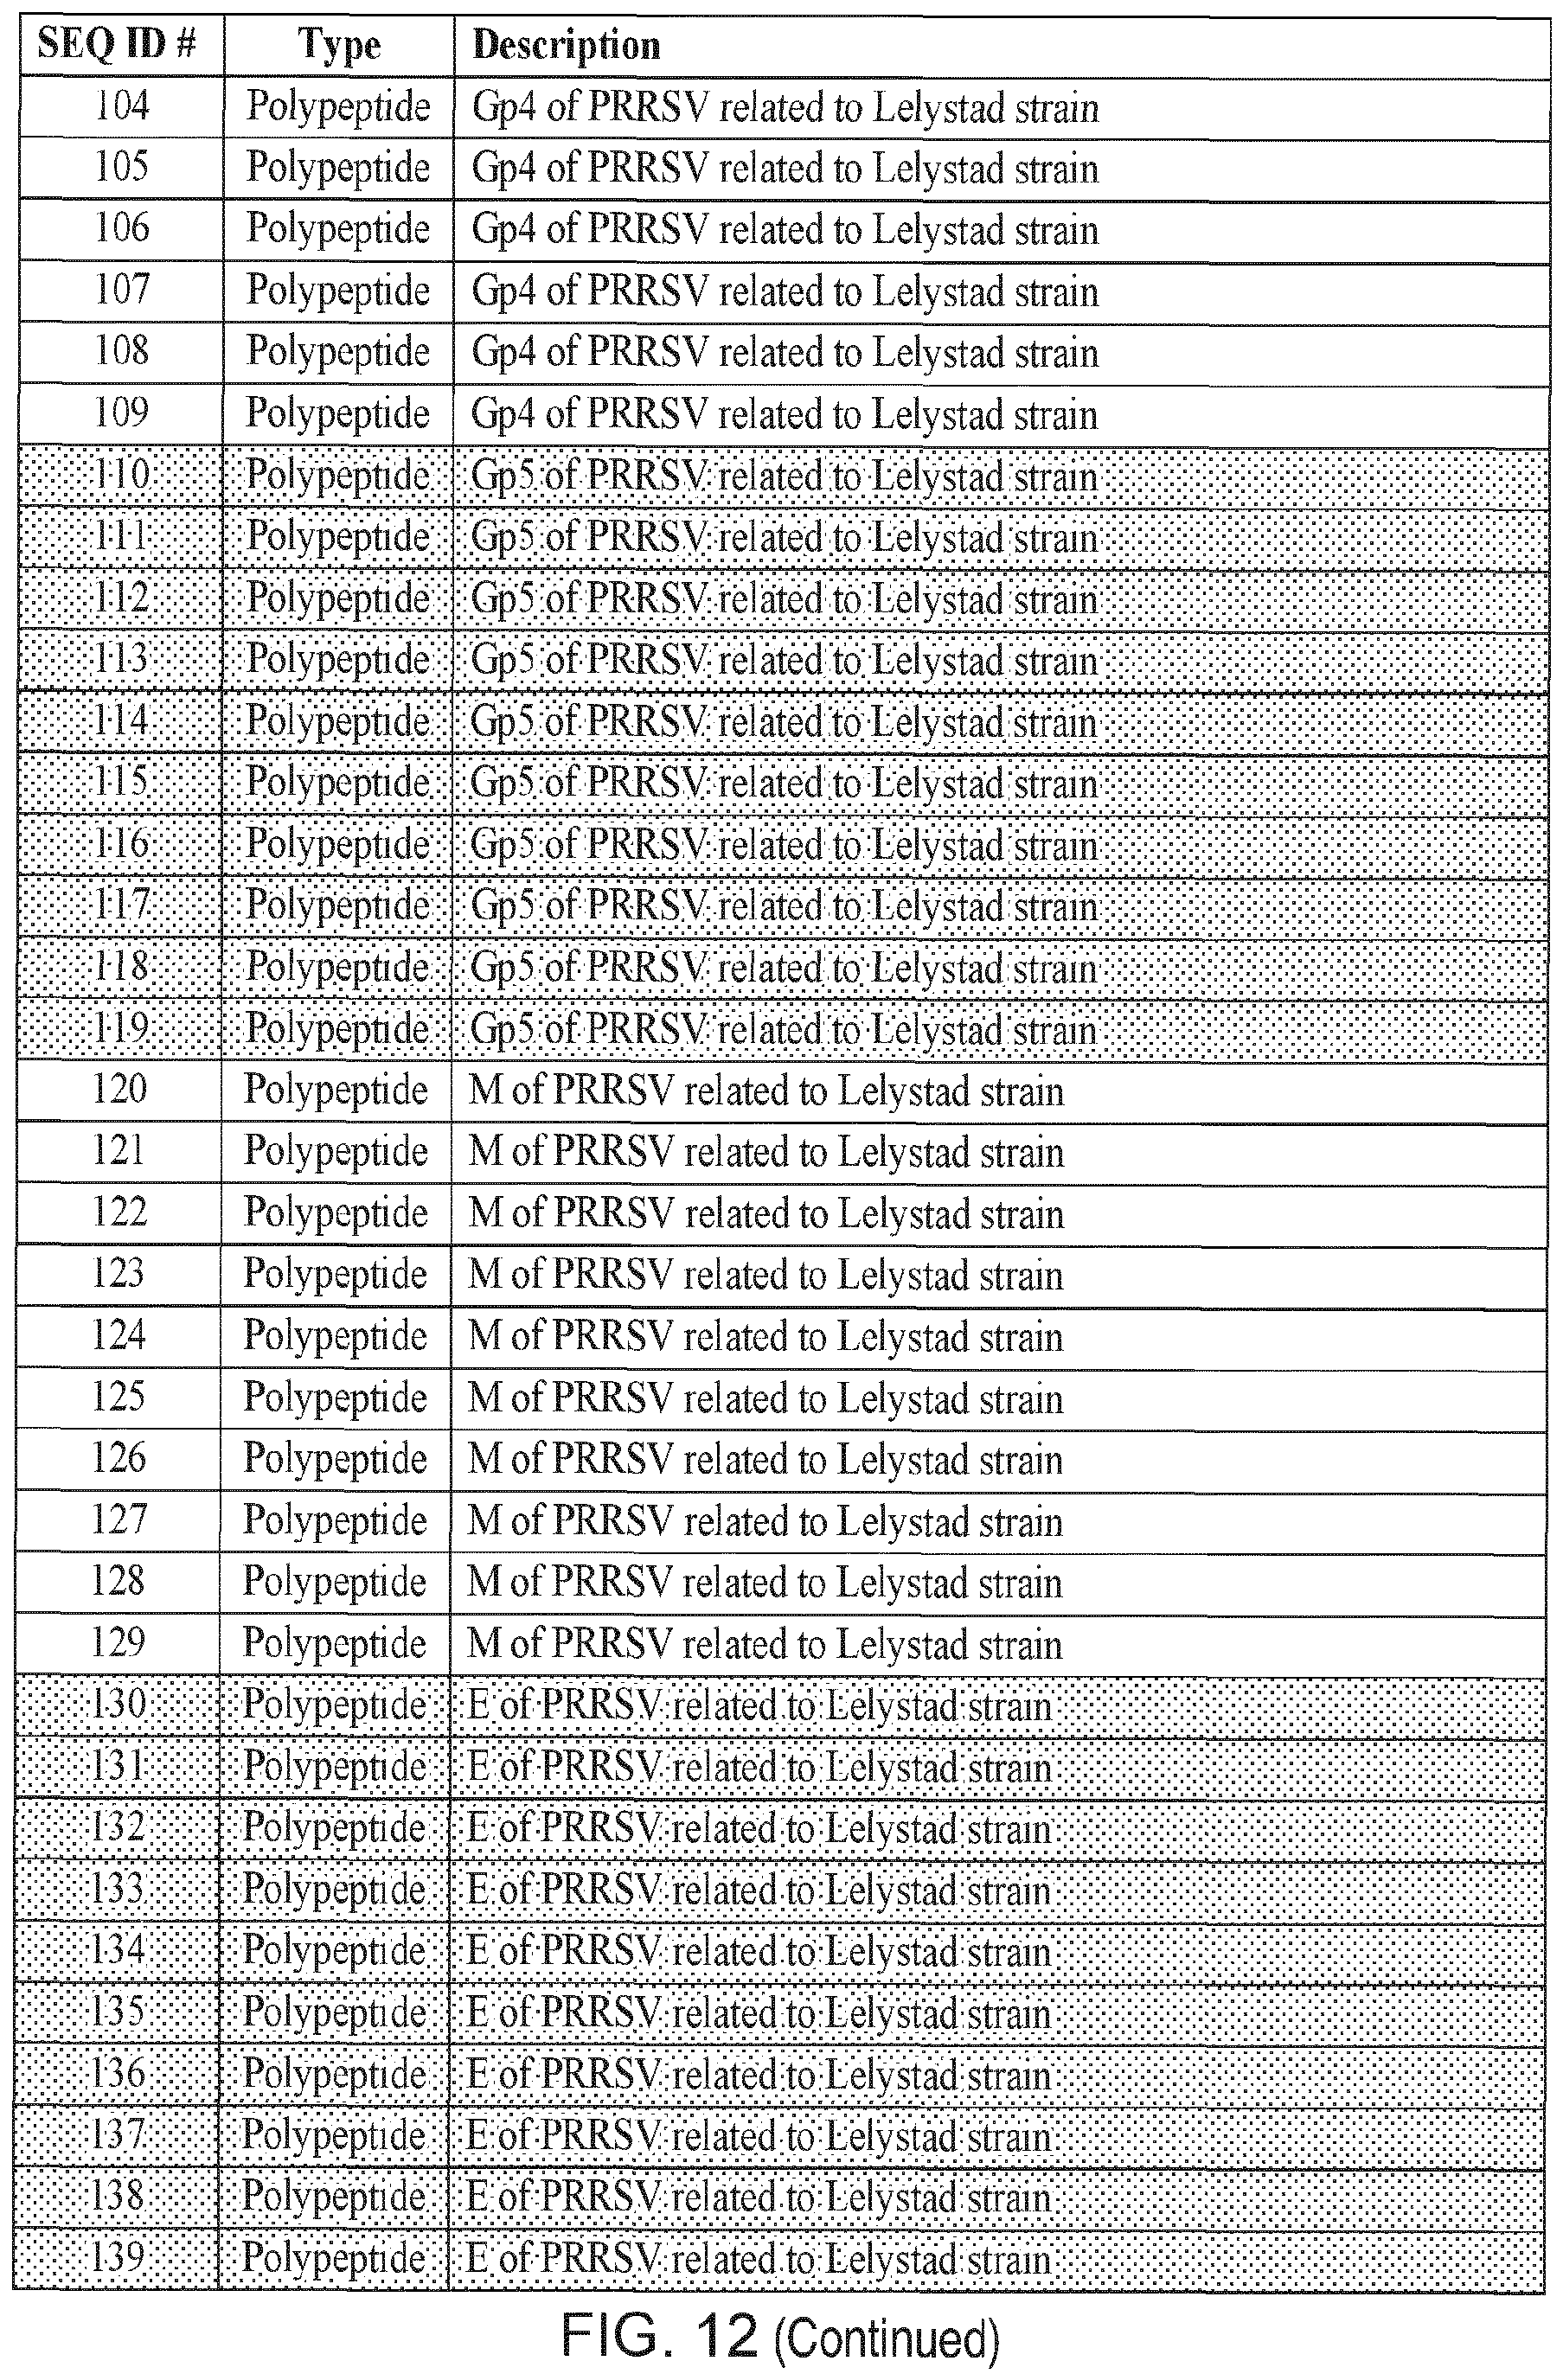 SEQ ID # Type Description
104 Polypeptide Gp4 of PRRSV related to Lelystad strain
105 Polypeptide Gp4 of PRRSV related to Lelystad strain
106 Polypeptide Gp4 of PRRSV related to Lelystad strain
107 Polypeptide Gp4 of PRRSV related to Lelystad strain
108 Polypeptide Gp4 of PRRSV related to Lelystad strain
109 Polypeptide Gp4 of PRRSV related to Lelystad strain
110 Polypeptide Gp5 of PRRSV related to Lelystad strain
111 Polypeptide Gp5 of PRRSV related to Lelystad strain
112 Polypeptide Gp5 of PRRSV related to Lelystad strain
113 Polypeptide Gp5 of PRRSV related to Lelystad strain
114 Polypeptide Gp5 of PRRSV related to Lelystad strain
115 Polypeptide Gp5 of PRRSV related to Lelystad strain
116 Polypeptide Gp5 of PRRSV related to Lelystad strain
117 Polypeptide Gp5 of PRRSV related to Lelystad strain
118 Polypeptide Gp5 of PRRSV related to Lelystad strain
119 Polypeptide Gp5 of PRRSV related to Lelystad strain
120 Polypeptide M of PRRSV related to Lelystad strain
121 Polypeptide M of PRRSV related to Lelystad strain
122 Polypeptide M of PRRSV related to Lelystad strain
123 Polypeptide M of PRRSV related to Lelystad strain
124 Polypeptide M of PRRSV related to Lelystad strain
125 Polypeptide M of PRRSV related to Lelystad strain
126 Polypeptide M of PRRSV related to Lelystad strain
127 Polypeptide M of PRRSV related to Lelystad strain
128 Polypeptide M of PRRSV related to Lelystad strain
129 Polypeptide M of PRRSV related to Lelystad strain
130 Polypeptide E of PRRSV related to Lelystad strain
131 Polypeptide E of PRRSV related to Lelystad strain
132 Polypeptide E of PRRSV related to Lelystad strain
133 Polypeptide E of PRRSV related to Lelystad strain
134 Polypeptide E of PRRSV related to Lelystad strain
135 Polypeptide E of PRRSV related to Lelystad strain
136 Polypeptide E of PRRSV related to Lelystad strain
137 Polypeptide E of PRRSV related to Lelystad strain
138 Polypeptide E of PRRSV related to Lelystad strain
139 Polypeptide E of PRRSV related to Lelystad strain
FIG. 12 (Continued)